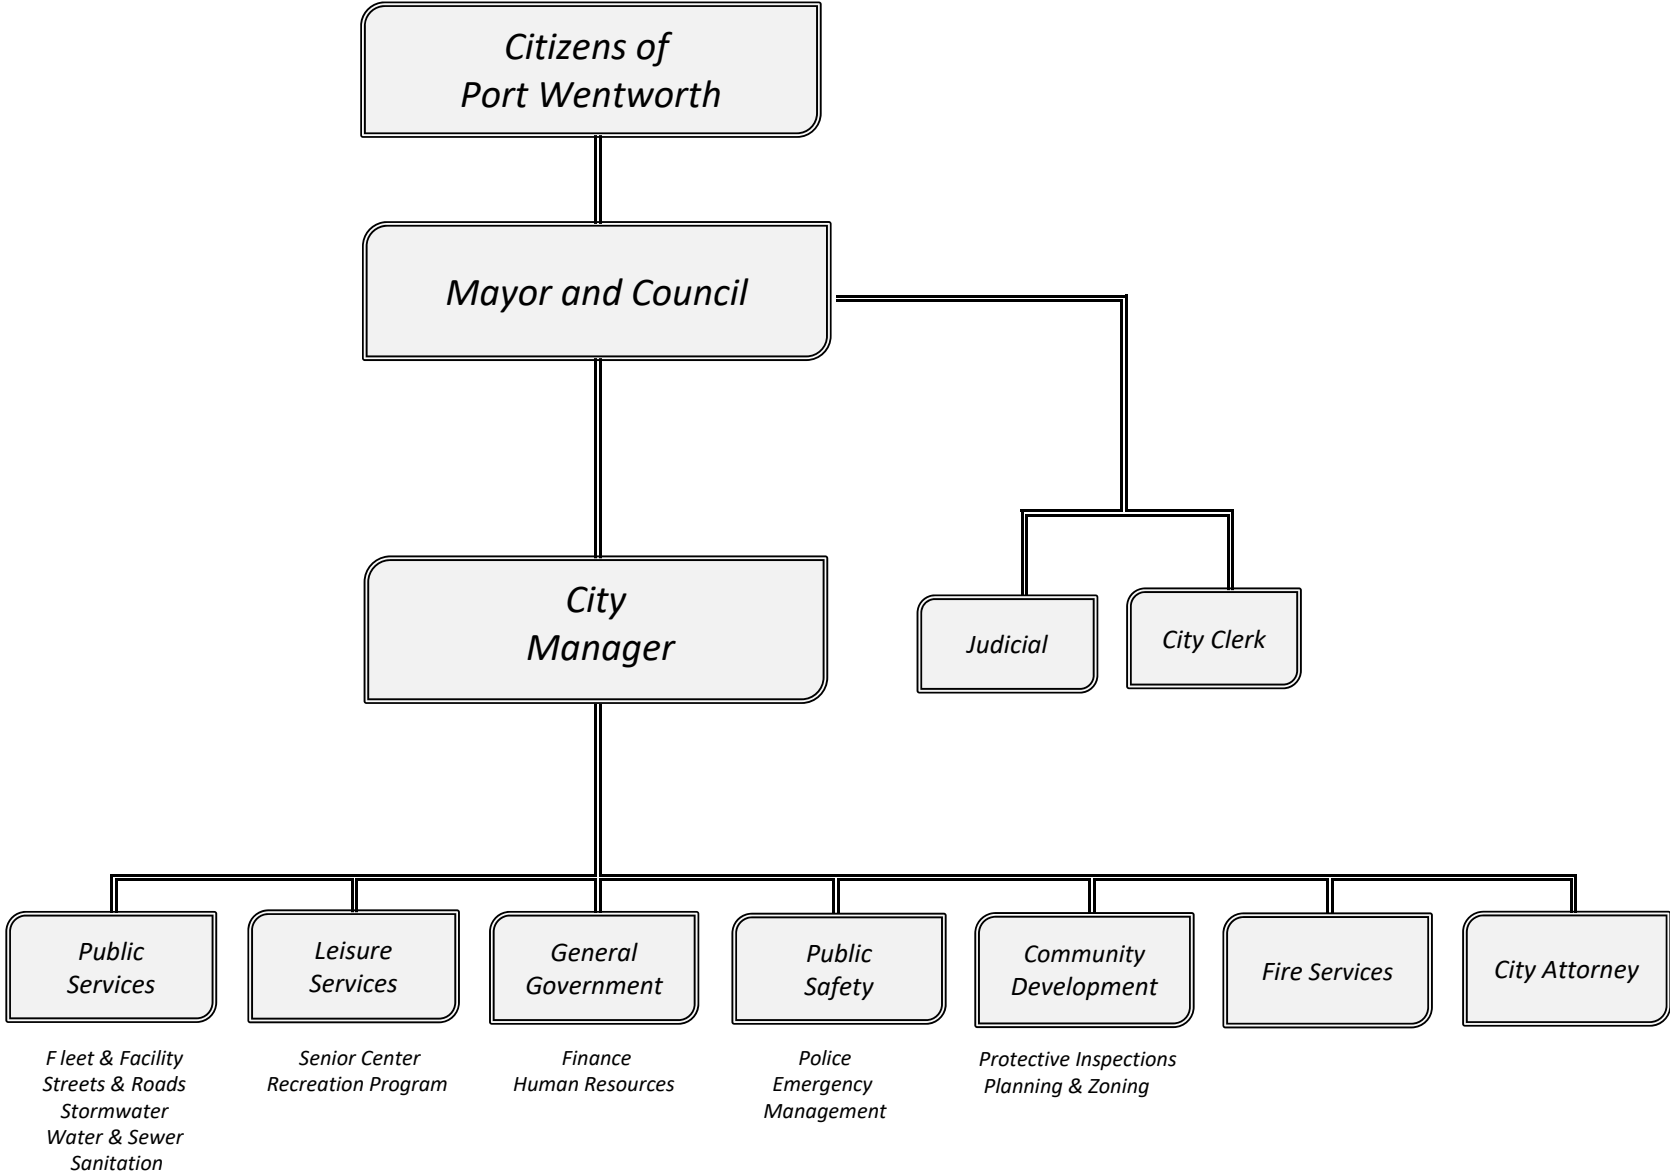 Citizens of
Port Wentworth
Mayor and Council
City
Manager
Judicial
City Clerk
Public
Services
Leisure
Services
General
Government
Public
Safety
Community
Development
Fire Services
City Attorney
F leet & Facility
Streets & Roads
Stormwater
Water & Sewer
Sanitation
Senior Center
Recreation Program
Finance
Human Resources
Police
Emergency
Management
Protective Inspections
Planning & Zoning